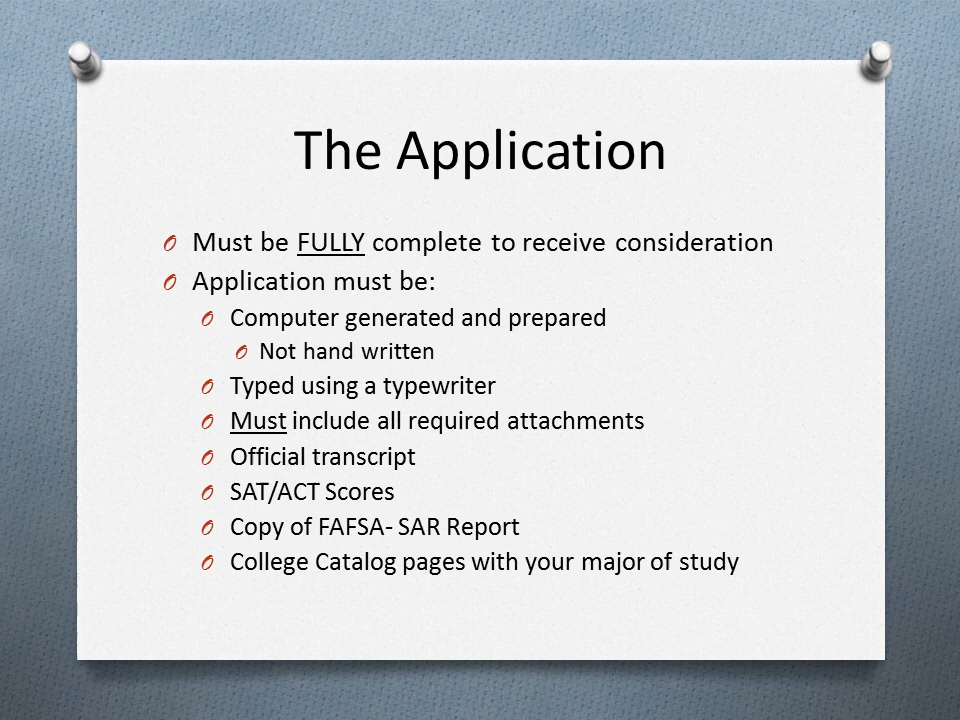 The Application
Must be FULLY complete to receive consideration
Application must be:
Computer generated and prepared
Not hand written
Typed using a typewriter
Must include all required attachments
Official transcript
SAT/ACT Scores
Copy of FAFSA- SAR Report
College Catalog pages with your major of study